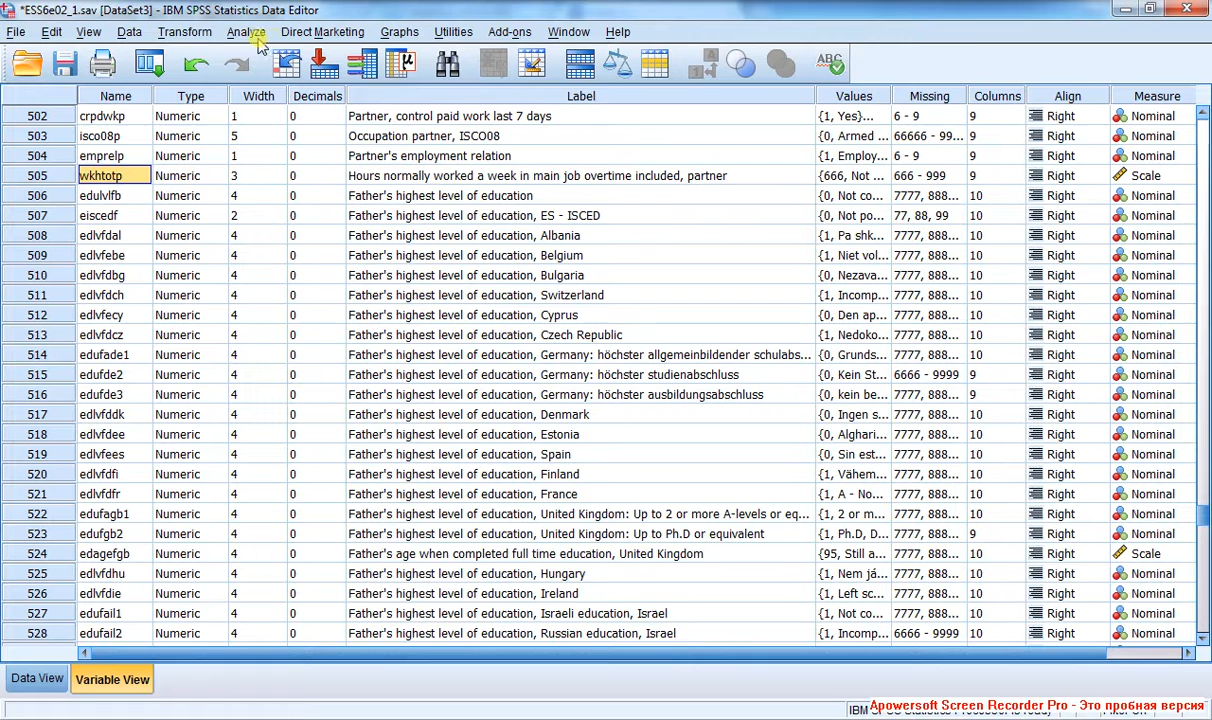 *ESS6e02_1.sav [DataSet3] - IBM SPSS Statistics Data Editor
File Edit View Data Transform Analyze Direct Marketing Graphs Utilities Add-ons Window Help
Name Type Width Decimals Label Values Missing Columns Align Measure
502 crpdwkp Numeric 1 0 Partner, control paid work last 7 days {1, Yes}... 6 - 9 9 Right Nominal
503 isco08p Numeric 5 0 Occupation partner, ISCO08 {0, Armed ... 66666 - 99... 9 Right Nominal
504 emprelp Numeric 1 0 Partner's employment relation {1, Employ... 6 - 9 9 Right Nominal
505 wkhtotp Numeric 3 0 Hours normally worked a week in main job overtime included, partner {666, Not ... 666 - 999 9 Right Scale
506 edulvlfb Numeric 4 0 Father's highest level of education {0, Not co... 7777, 888... 10 Right Nominal
507 eiscedf Numeric 2 0 Father's highest level of education, ES - ISCED {0, Not po... 77, 88, 99 10 Right Nominal
508 edlvfdal Numeric 4 0 Father's highest level of education, Albania {1, Pa shk... 7777, 888... 10 Right Nominal
509 edlvfebe Numeric 4 0 Father's highest level of education, Belgium {1, Niet vol... 7777, 888... 10 Right Nominal
510 edlvfdbg Numeric 4 0 Father's highest level of education, Bulgaria {0, Nezava... 7777, 888... 10 Right Nominal
511 edlvfdch Numeric 4 0 Father's highest level of education, Switzerland {1, Incomp... 7777, 888... 10 Right Nominal
512 edlvfecy Numeric 4 0 Father's highest level of education, Cyprus {0, Den ap... 7777, 888... 10 Right Nominal
513 edlvfdcz Numeric 4 0 Father's highest level of education, Czech Republic {1, Nedoko... 7777, 888... 10 Right Nominal
514 edufade1 Numeric 4 0 Father's highest level of education, Germany: höchster allgemeinbildender schulabs... {0, Grunds... 7777, 888... 10 Right Nominal
515 edufde2 Numeric 4 0 Father's highest level of education, Germany: höchster studienabschluss {0, Kein St... 6666 - 9999 9 Right Nominal
516 edufde3 Numeric 4 0 Father's highest level of education, Germany: höchster ausbildungsabschluss {0, kein be... 7777, 888... 9 Right Nominal
517 edlvfddk Numeric 4 0 Father's highest level of education, Denmark {0, Ingen s... 7777, 888... 10 Right Nominal
518 edlvfdee Numeric 4 0 Father's highest level of education, Estonia {0, Alghari... 7777, 888... 10 Right Nominal
519 edlvfees Numeric 4 0 Father's highest level of education, Spain {0, Sin est... 7777, 888... 10 Right Nominal
520 edlvfdfi Numeric 4 0 Father's highest level of education, Finland {1, Vähem... 7777, 888... 10 Right Nominal
521 edlvfdfr Numeric 4 0 Father's highest level of education, France {1, A - No... 7777, 888... 10 Right Nominal
522 edufagb1 Numeric 4 0 Father's highest level of education, United Kingdom: Up to 2 or more A-levels or eq... {1, 2 or m... 7777, 888... 10 Right Nominal
523 edufgb2 Numeric 4 0 Father's highest level of education, United Kingdom: Up to Ph.D or equivalent {1, Ph.D, D... 7777, 888... 9 Right Nominal
524 edagefgb Numeric 4 0 Father's age when completed full time education, United Kingdom {95, Still a... 7777, 888... 10 Right Scale
525 edlvfdhu Numeric 4 0 Father's highest level of education, Hungary {1, Nem já... 7777, 888... 10 Right Nominal
526 edlvfdie Numeric 4 0 Father's highest level of education, Ireland {1, Left sc... 7777, 888... 10 Right Nominal
527 edufail1 Numeric 4 0 Father's highest level of education, Israeli education, Israel {1, Not co... 7777, 888... 10 Right Nominal
528 edufail2 Numeric 4 0 Father's highest level of education, Russian education, Israel {1, Incomp... 6666 - 9999 10 Right Nominal
Data View Variable View
Apowersoft Screen Recorder Pro - Это пробная версия